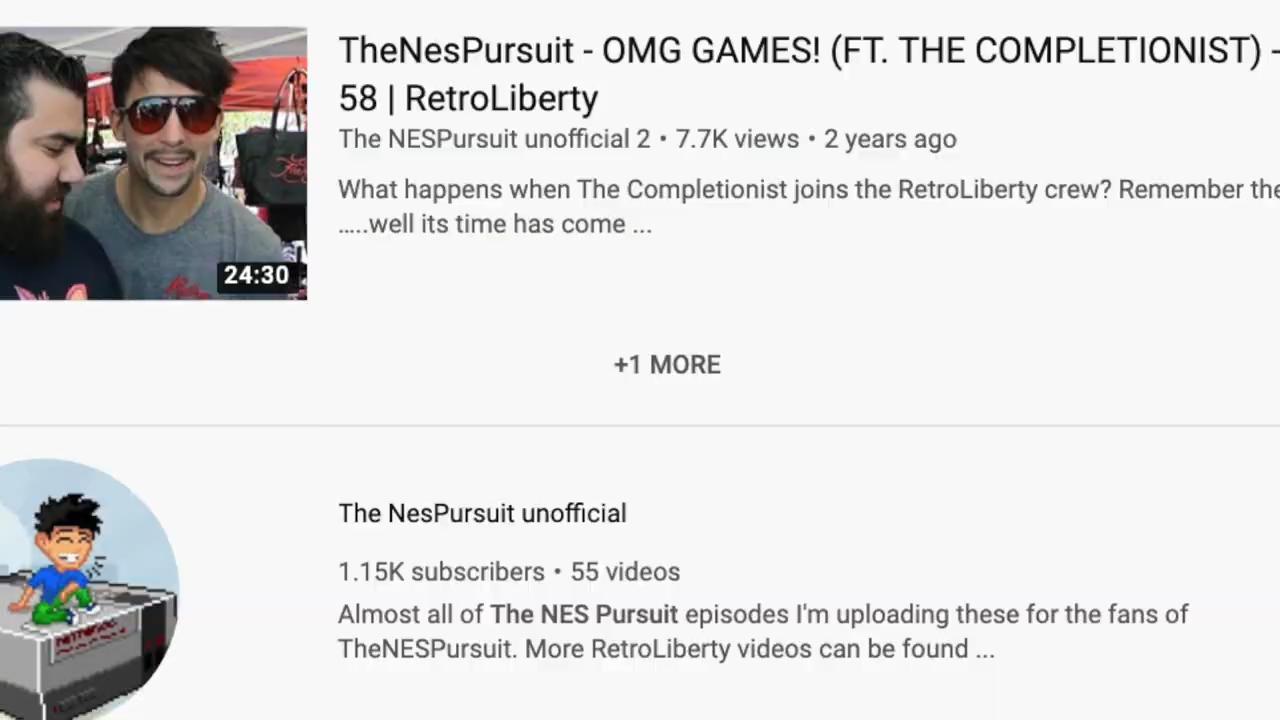 TheNesPursuit - OMG GAMES! (FT. THE COMPLETIONIST) -
58 | RetroLiberty
The NESPursuit unofficial 2 • 7.7K views • 2 years ago
What happens when The Completionist joins the RetroLiberty crew? Remember the
.....well its time has come ...
24:30
+1 MORE
The NesPursuit unofficial
1.15K subscribers • 55 videos
Almost all of The NES Pursuit episodes I'm uploading these for the fans of
TheNESPursuit. More RetroLiberty videos can be found ...